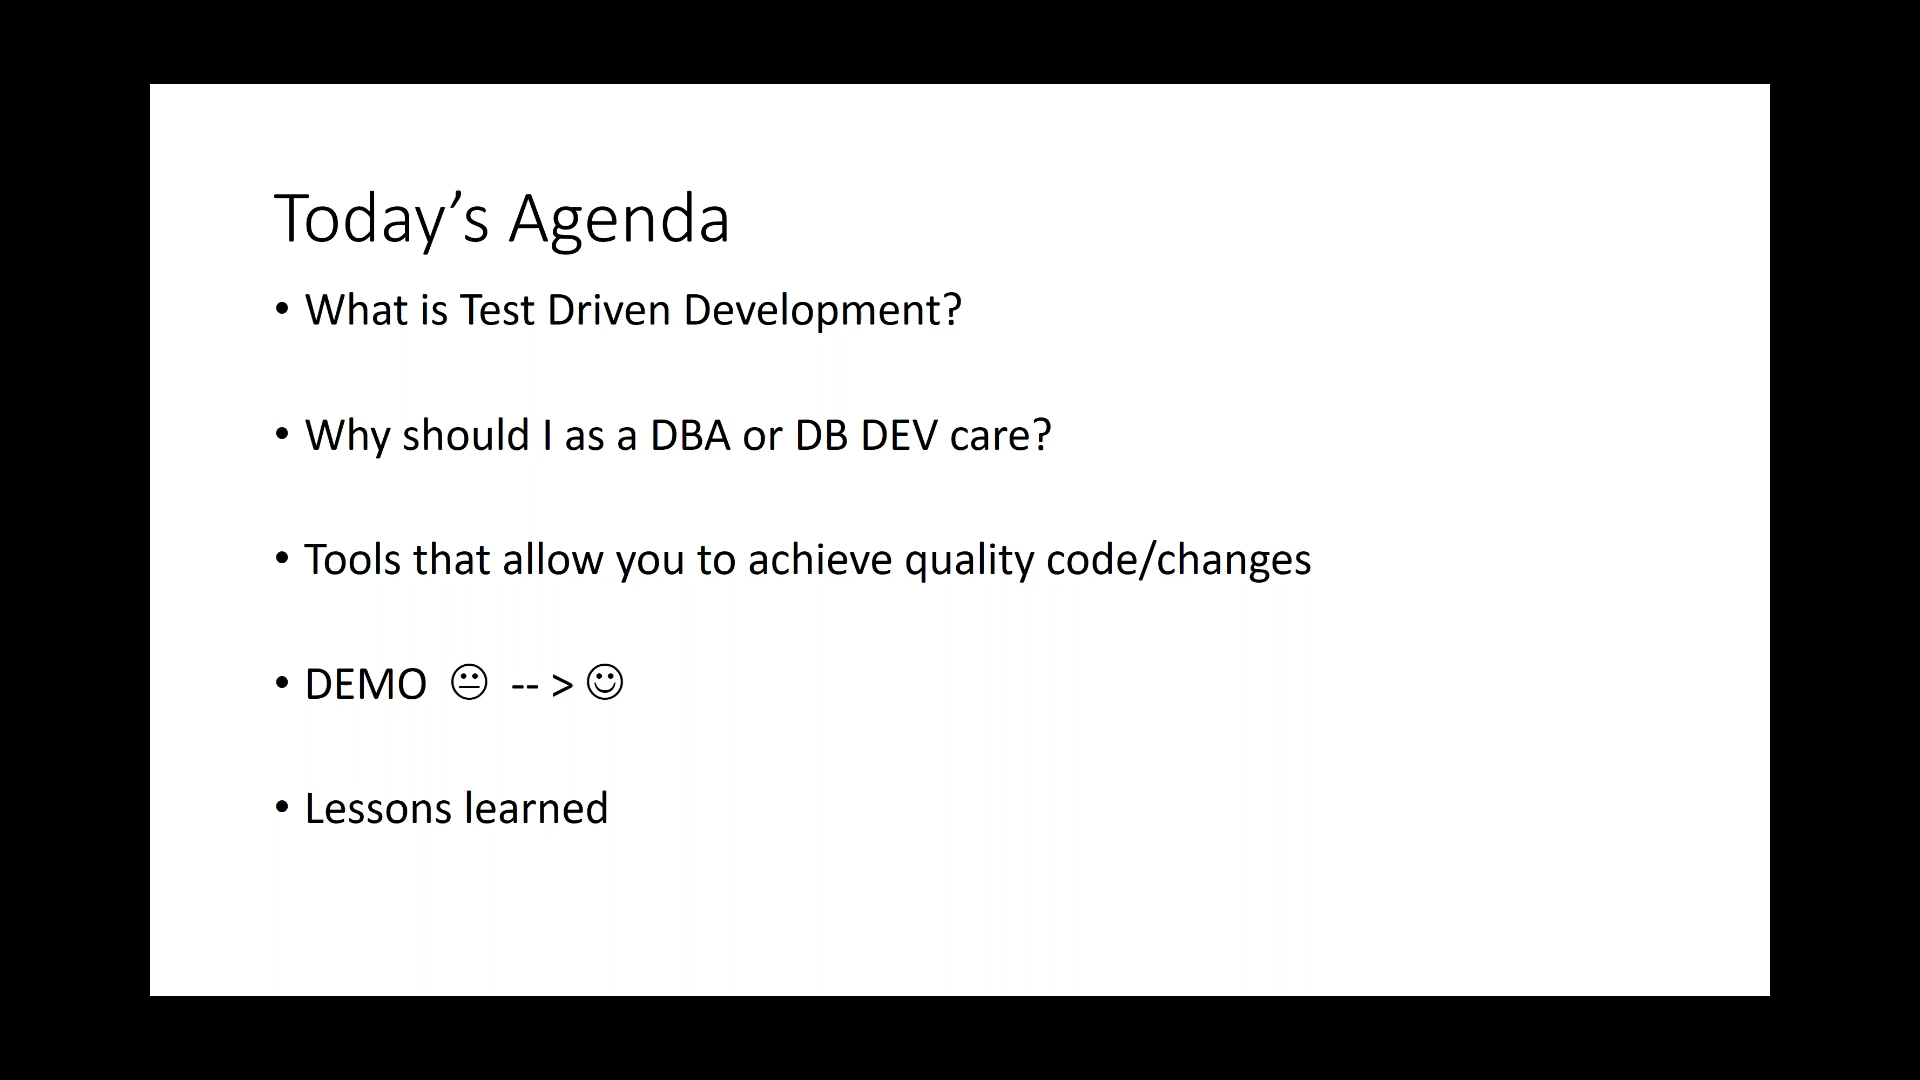 Today’s Agenda
• What is Test Driven Development?
• Why should I as a DBA or DB DEV care?
• Tools that allow you to achieve quality code/changes
• DEMO 😐 -- > ☺
• Lessons learned